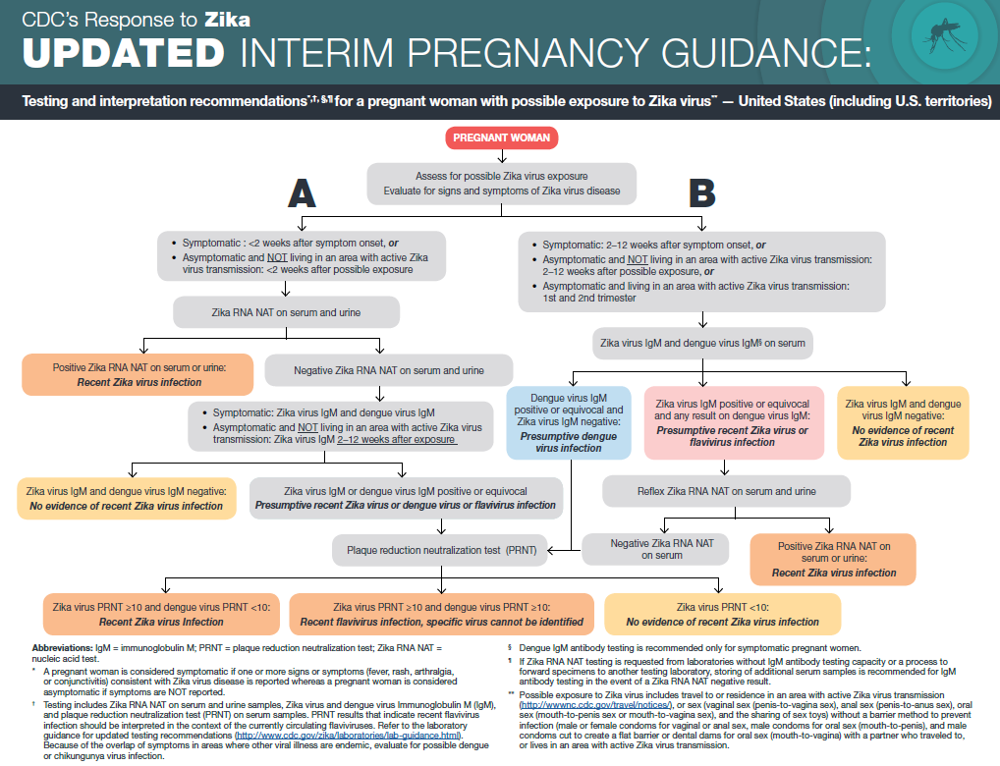 CDC's Response to Zika
UPDATED INTERIM PREGNANCY GUIDANCE:
Testing and interpretation recommendations*,†, §,¶ for a pregnant woman with possible exposure to Zika virus** — United States (including U.S. territories)
PREGNANT WOMAN
Assess for possible Zika virus exposure
Evaluate for signs and symptoms of Zika virus disease
A
B
• Symptomatic : <2 weeks after symptom onset, or
• Asymptomatic and NOT living in an area with active Zika
virus transmission: <2 weeks after possible exposure
• Symptomatic: 2–12 weeks after symptom onset, or
• Asymptomatic and NOT living in an area with active Zika virus transmission:
2–12 weeks after possible exposure, or
• Asymptomatic and living in an area with active Zika virus transmission:
1st and 2nd trimester
Zika RNA NAT on serum and urine
Zika virus IgM and dengue virus IgM§ on serum
Positive Zika RNA NAT on serum or urine:
Recent Zika virus infection
Negative Zika RNA NAT on serum and urine
Dengue virus IgM
positive or equivocal and
Zika virus IgM negative:
Presumptive dengue
virus infection
Zika virus IgM positive or equivocal
and any result on dengue virus IgM:
Presumptive recent Zika virus or
flavivirus infection
Zika virus IgM and dengue
virus IgM negative:
No evidence of recent
Zika virus infection
• Symptomatic: Zika virus IgM and dengue virus IgM
• Asymptomatic and NOT living in an area with active Zika virus
transmission: Zika virus IgM 2–12 weeks after exposure
Zika virus IgM and dengue virus IgM negative:
No evidence of recent Zika virus infection
Zika virus IgM or dengue virus IgM positive or equivocal
Presumptive recent Zika virus or dengue virus or flavivirus infection
Reflex Zika RNA NAT on serum and urine
Plaque reduction neutralization test (PRNT)
Negative Zika RNA NAT
on serum
Positive Zika RNA NAT on
serum or urine:
Recent Zika virus infection
Zika virus PRNT ≥10 and dengue virus PRNT <10:
Recent Zika virus Infection
Zika virus PRNT ≥10 and dengue virus PRNT ≥10:
Recent flavivirus infection, specific virus cannot be identified
Zika virus PRNT <10:
No evidence of recent Zika virus infection
Abbreviations: IgM = immunoglobulin M; PRNT = plaque reduction neutralization test; Zika RNA NAT =
nucleic acid test.
* A pregnant woman is considered symptomatic if one or more signs or symptoms (fever, rash, arthralgia,
or conjunctivitis) consistent with Zika virus disease is reported whereas a pregnant woman is considered
asymptomatic if symptoms are NOT reported.
† Testing includes Zika RNA NAT on serum and urine samples, Zika virus and dengue virus Immunoglobulin M (IgM),
and plaque reduction neutralization test (PRNT) on serum samples. PRNT results that indicate recent flavivirus
infection should be interpreted in the context of the currently circulating flaviviruses. Refer to the laboratory
guidance for updated testing recommendations (http://www.cdc.gov/zika/laboratories/lab-guidance.html).
Because of the overlap of symptoms in areas where other viral illness are endemic, evaluate for possible dengue
or chikungunya virus infection.
§ Dengue IgM antibody testing is recommended only for symptomatic pregnant women.
¶ If Zika RNA NAT testing is requested from laboratories without IgM antibody testing capacity or a process to
forward specimens to another testing laboratory, storing of additional serum samples is recommended for IgM
antibody testing in the event of a Zika RNA NAT negative result.
** Possible exposure to Zika virus includes travel to or residence in an area with active Zika virus transmission
(http://wwwnc.cdc.gov/travel/notices/), or sex (vaginal sex (penis-to-vagina sex), anal sex (penis-to-anus sex), oral
sex (mouth-to-penis sex or mouth-to-vagina sex), and the sharing of sex toys) without a barrier method to prevent
infection (male or female condoms for vaginal or anal sex, male condoms for oral sex (mouth-to-penis), and male
condoms cut to create a flat barrier or dental dams for oral sex (mouth-to-vagina) with a partner who traveled to,
or lives in an area with active Zika virus transmission.